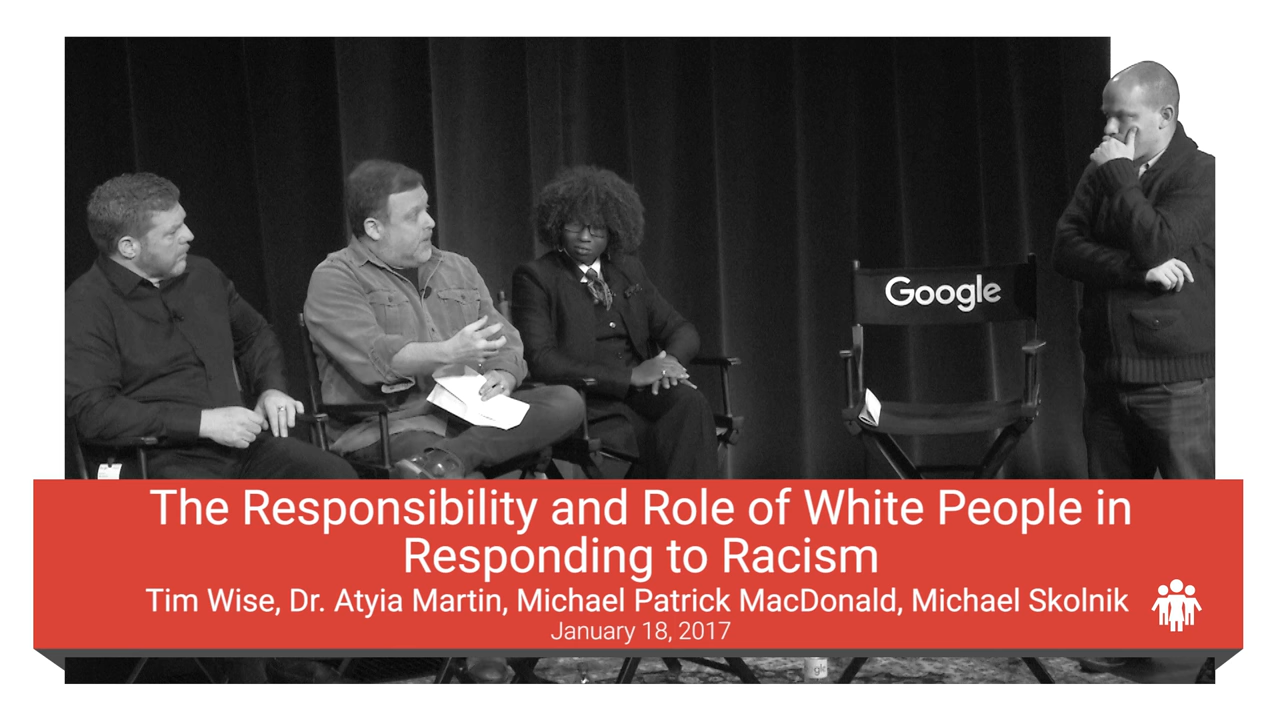 Google
The Responsibility and Role of White People in
Responding to Racism
Tim Wise, Dr. Atyia Martin, Michael Patrick MacDonald, Michael Skolnik
January 18, 2017